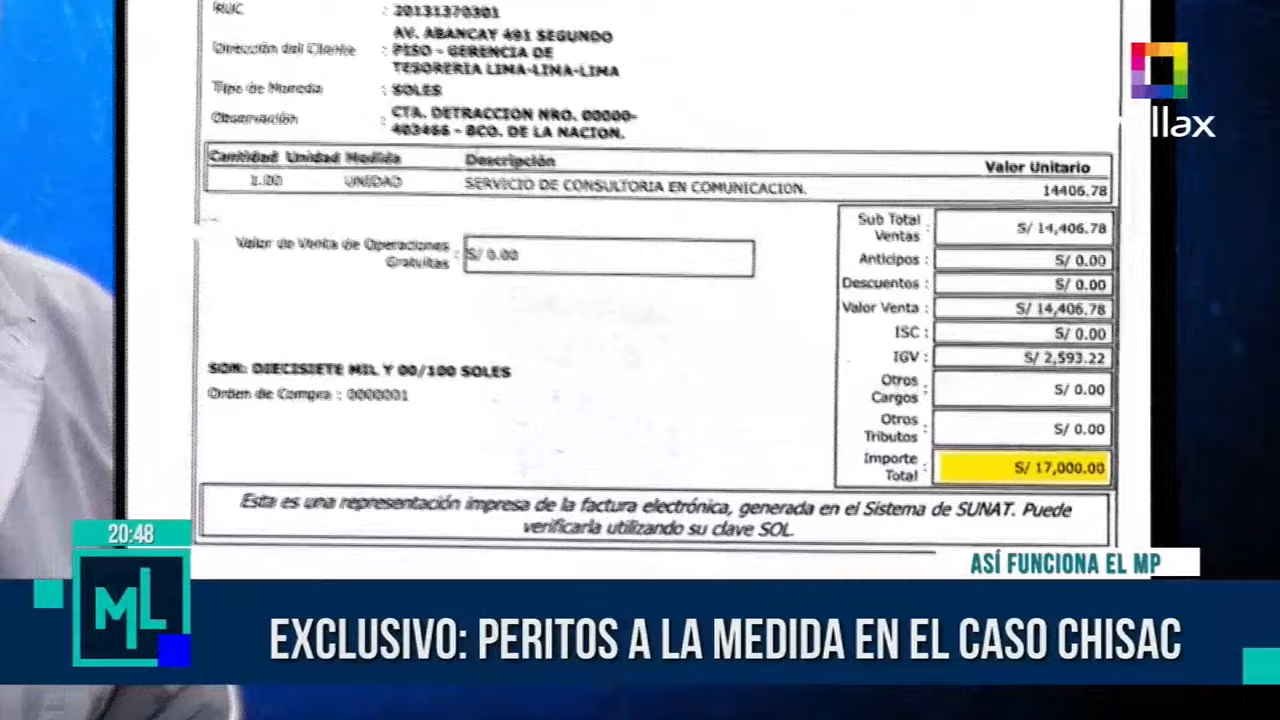 RUC : 20131370301
Dirección del Cliente : AV. ABANCAY 491 SEGUNDO
PISO - GERENCIA DE
TESORERIA LIMA-LIMA-LIMA
Tipo de Moneda : SOLES
Observación : CTA. DETRACCION NRO. 00000-
403466 - BCO. DE LA NACION.
Cantidad Unidad Medida Descripción Valor Unitario
1.00 UNIDAD SERVICIO DE CONSULTORIA EN COMUNICACION. 14406.78
Valor de Venta de Operaciones
Gratuitas : S/ 0.00
Sub Total
Ventas : S/ 14,406.78
Anticipos : S/ 0.00
Descuentos : S/ 0.00
Valor Venta : S/ 14,406.78
ISC : S/ 0.00
IGV : S/ 2,593.22
Otros
Cargos : S/ 0.00
Otros
Tributos : S/ 0.00
Importe
Total : S/ 17,000.00
SON: DIECISIETE MIL Y 00/100 SOLES
Orden de Compra : 0000001
Esta es una representación impresa de la factura electrónica, generada en el Sistema de SUNAT. Puede
verificarla utilizando su clave SOL.
llax
20:48
ML
ASÍ FUNCIONA EL MP
EXCLUSIVO: PERITOS A LA MEDIDA EN EL CASO CHISAC